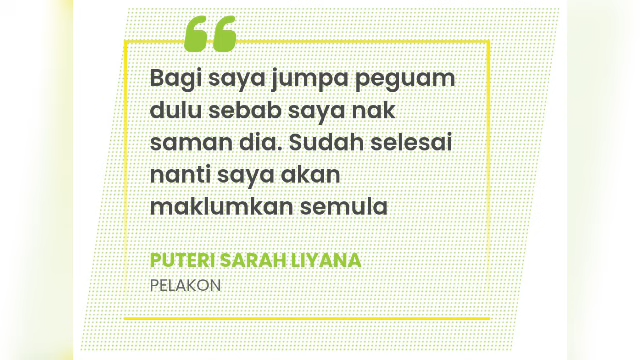 Bagi saya jumpa peguam
dulu sebab saya nak
saman dia. Sudah selesai
nanti saya akan
maklumkan semula
PUTERI SARAH LIYANA
PELAKON